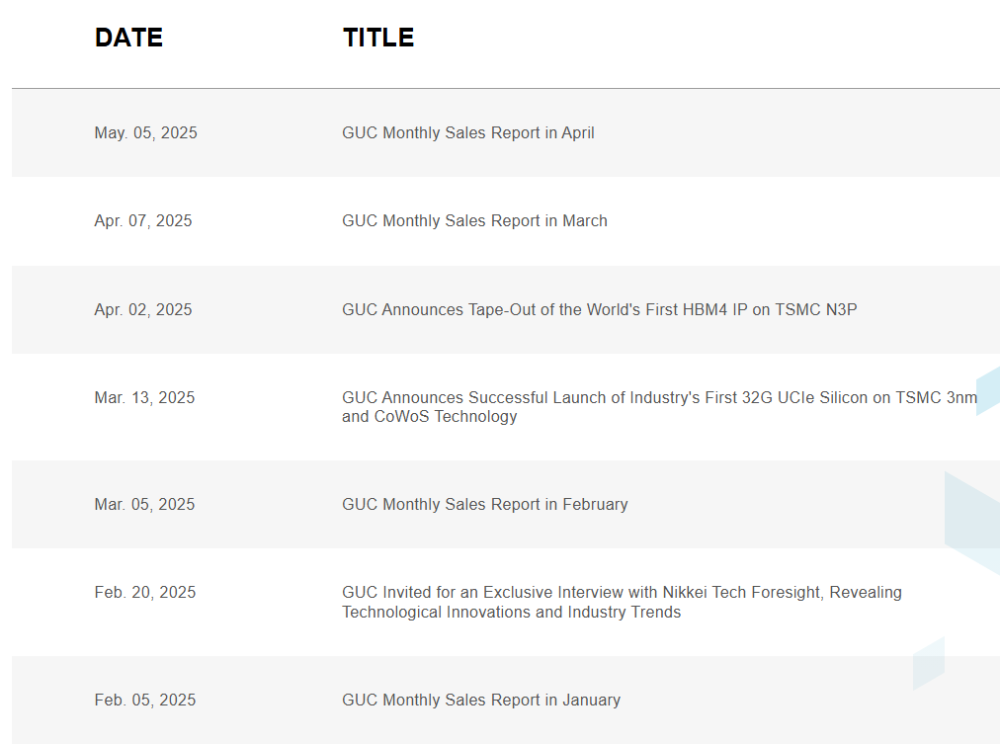 DATE TITLE
May. 05, 2025 GUC Monthly Sales Report in April
Apr. 07, 2025 GUC Monthly Sales Report in March
Apr. 02, 2025 GUC Announces Tape-Out of the World's First HBM4 IP on TSMC N3P
Mar. 13, 2025 GUC Announces Successful Launch of Industry's First 32G UCIe Silicon on TSMC 3nm
and CoWoS Technology
Mar. 05, 2025 GUC Monthly Sales Report in February
Feb. 20, 2025 GUC Invited for an Exclusive Interview with Nikkei Tech Foresight, Revealing
Technological Innovations and Industry Trends
Feb. 05, 2025 GUC Monthly Sales Report in January